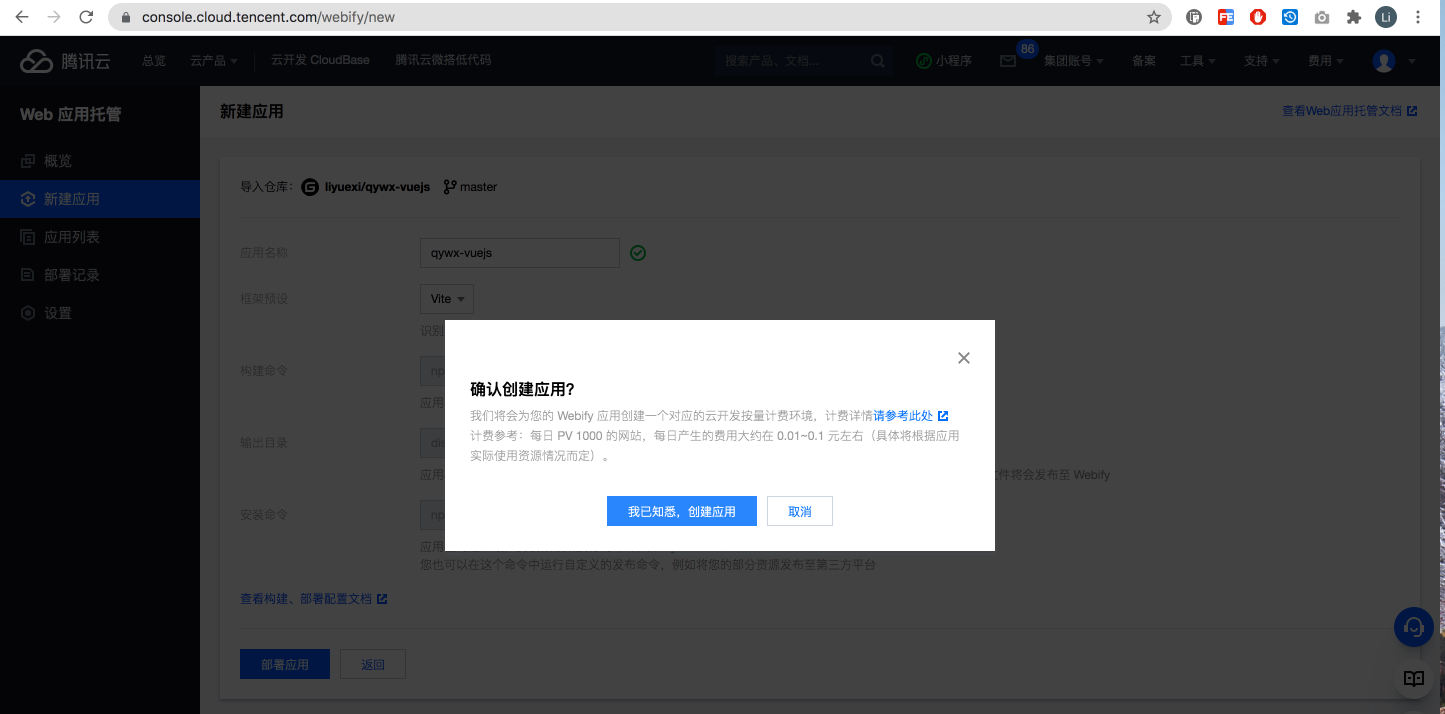 console.cloud.tencent.com/webify/new
Li
腾讯云
总览
云产品
云开发 CloudBase
腾讯云微搭低代码
搜索产品、文档...
小程序
86
集团账号
备案
工具
支持
费用
Web 应用托管
概览
新建应用
应用列表
部署记录
设置
新建应用
查看Web应用托管文档
导入仓库：
liyuexi/qywx-vuejs
master
应用名称
qywx-vuejs
框架预设
Vite
识别
构建命令
np
应用
输出目录
dis
应用
文件将会发布至 Webify
安装命令
np
应用
您也可以在这个命令中运行自定义的发布命令，例如将您的部分资源发布至第三方平台
查看构建、部署配置文档
部署应用
返回
确认创建应用？
我们将会为您的 Webify 应用创建一个对应的云开发按量计费环境，计费详情请参考此处
计费参考：每日 PV 1000 的网站，每日产生的费用大约在 0.01~0.1 元左右（具体将根据应用
实际使用资源情况而定）。
我已知悉，创建应用
取消